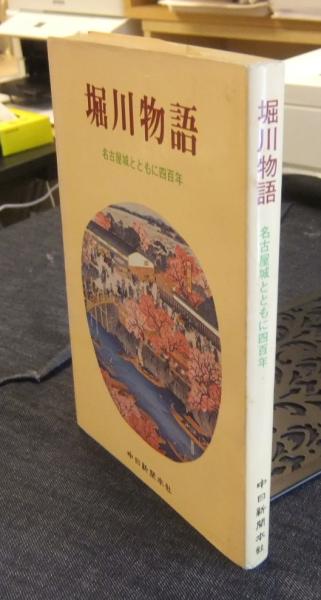 堀川物語
名古屋城とともに四百年
中日新聞本社
堀川物語
名古屋城とともに四百年
中日新聞本社